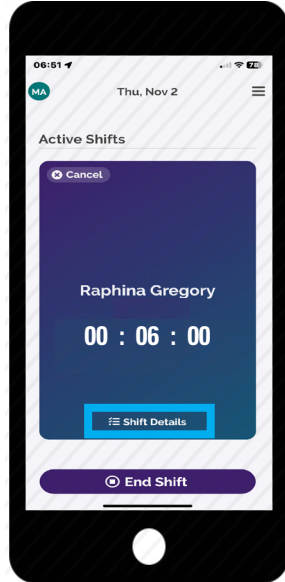 06:51
MA
Thu, Nov 2
Active Shifts
Cancel
Raphina Gregory
00 : 06 : 00
Shift Details
End Shift